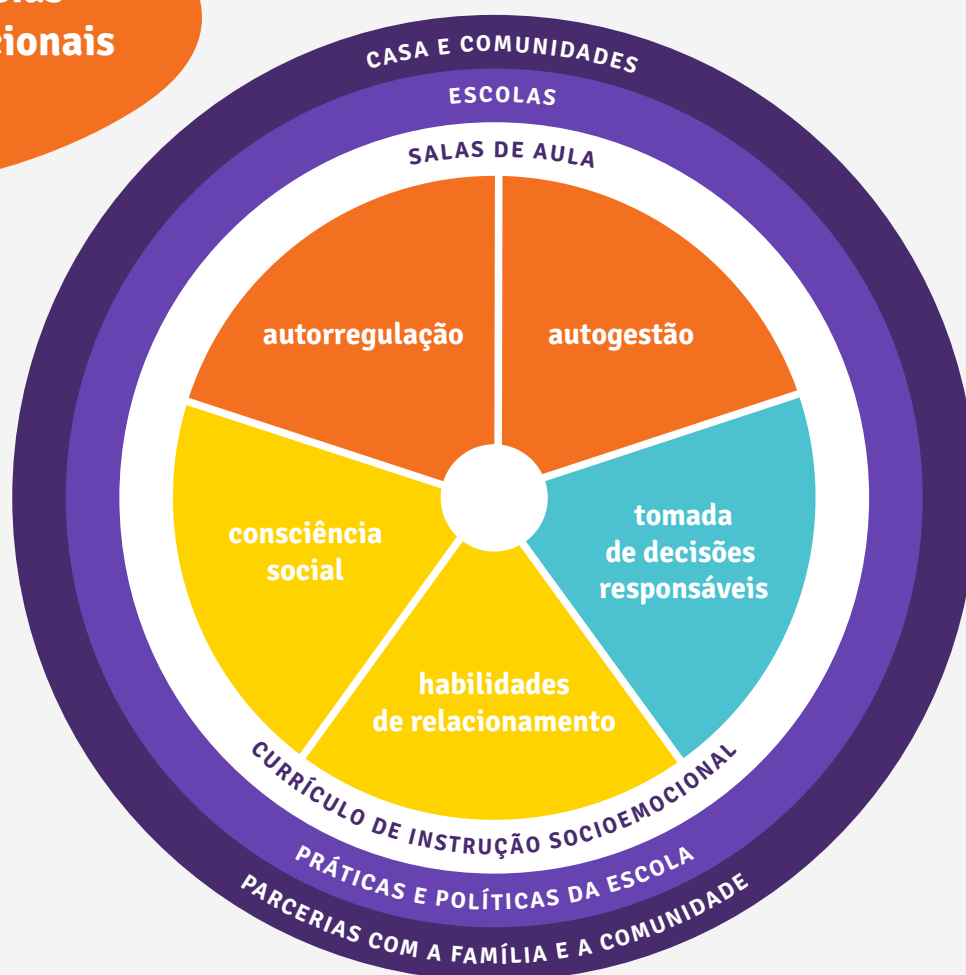 cionais
CASA E COMUNIDADES
ESCOLAS
SALAS DE AULA
autorregulação
autogestão
consciência
social
tomada
de decisões
responsáveis
habilidades
de relacionamento
CURRÍCULO DE INSTRUÇÃO SOCIOEMOCIONAL
PRÁTICAS E POLÍTICAS DA ESCOLA
PARCERIAS COM A FAMÍLIA E A COMUNIDADE